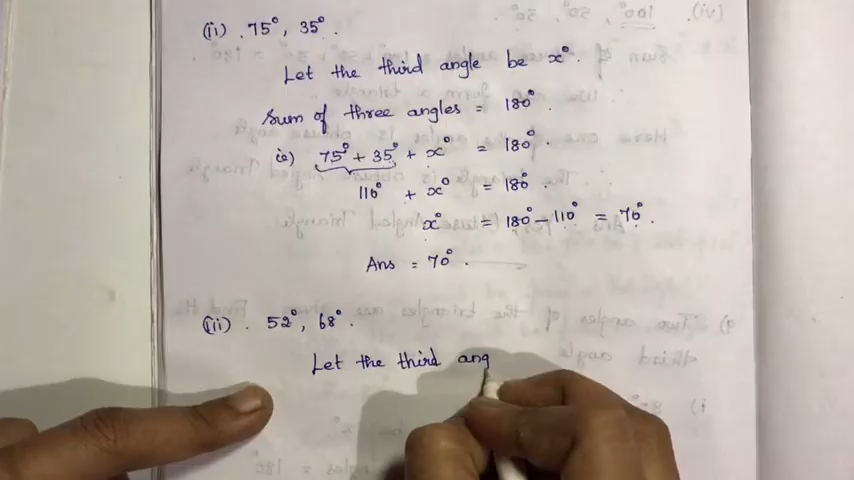 (ii) . 75°, 35° .
Let the third angle be x°.
Sum of three angles = 180° .
ie) 75° + 35° + x° = 180° .
110° + x° = 180° .
x° = 180° - 110° = 70° .
Ans = 70° .
(iii) . 52°, 68° .
Let the third ang